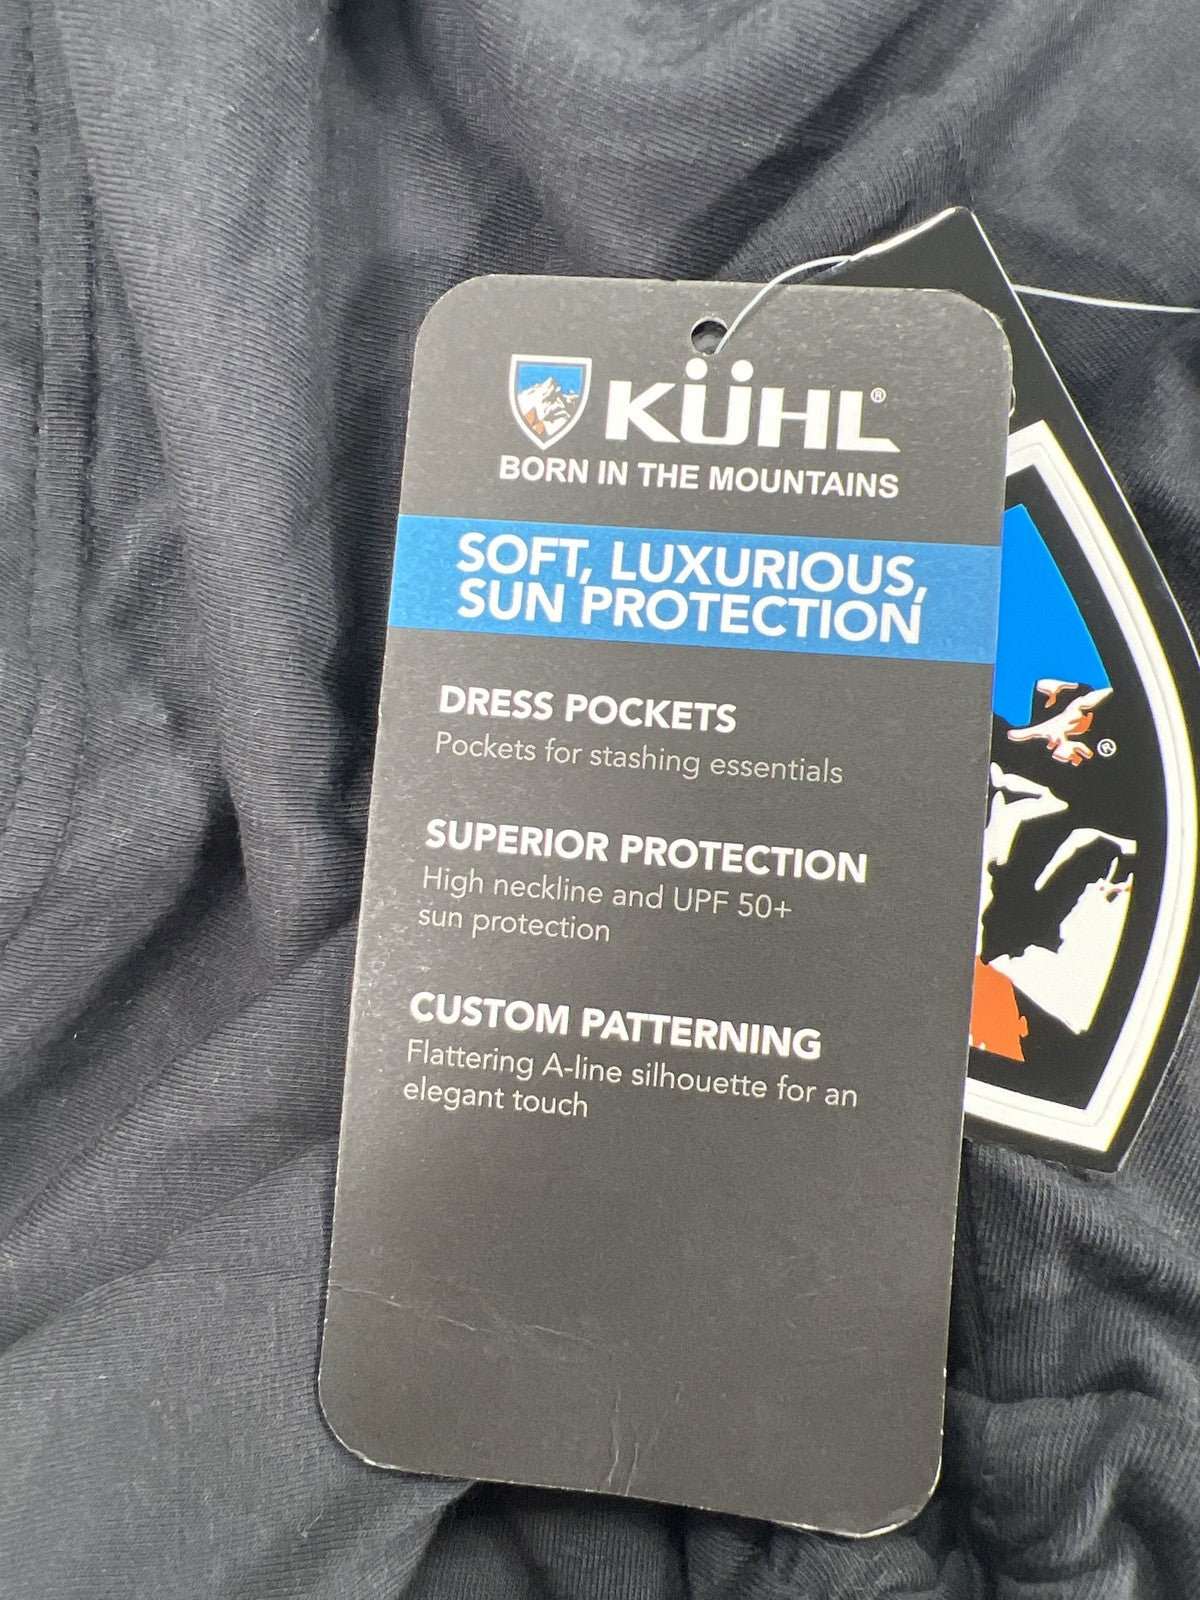 KÜHL®
BORN IN THE MOUNTAINS
SOFT, LUXURIOUS,
SUN PROTECTION
DRESS POCKETS
Pockets for stashing essentials
SUPERIOR PROTECTION
High neckline and UPF 50+
sun protection
CUSTOM PATTERNING
Flattering A-line silhouette for an
elegant touch
®